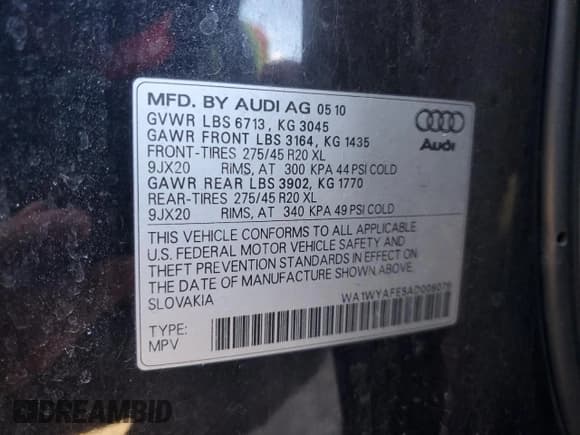 MFD. BY AUDI AG 05 10
GVWR LBS 6713, KG 3045
GAWR FRONT LBS 3164, KG 1435
FRONT-TIRES 275/45 R20 XL
9JX20 RIMS, AT 300 KPA 44 PSI COLD
GAWR REAR LBS 3902, KG 1770
REAR-TIRES 275/45 R20 XL
9JX20 RIMS, AT 340 KPA 49 PSI COLD
Audi
THIS VEHICLE CONFORMS TO ALL APPLICABLE
U.S. FEDERAL MOTOR VEHICLE SAFETY AND
THEFT PREVENTION STANDARDS IN EFFECT ON
THE DATE OF MANUFACTURE SHOWN ABOVE.
SLOVAKIA
TYPE:
MPV
DREAMBID